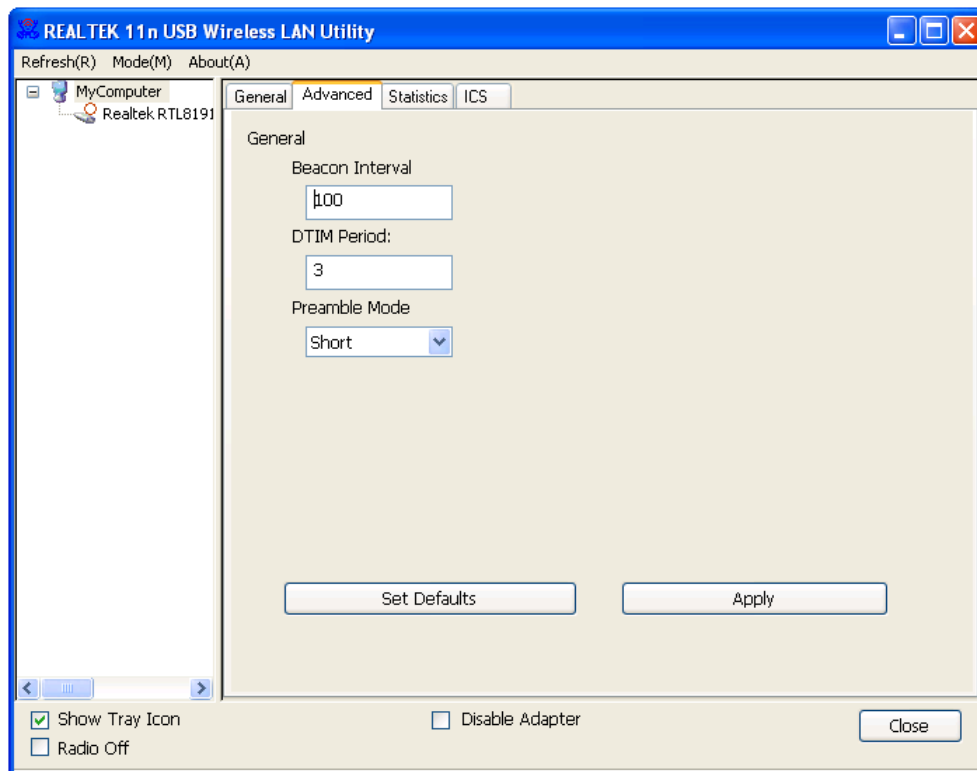 REALTEK 11n USB Wireless LAN Utility
Refresh(R) Mode(M) About(A)
MyComputer
Realtek RTL8191
General Advanced Statistics ICS
General
Beacon Interval
100
DTIM Period:
3
Preamble Mode
Short
Set Defaults Apply
Show Tray Icon Disable Adapter Close
Radio Off